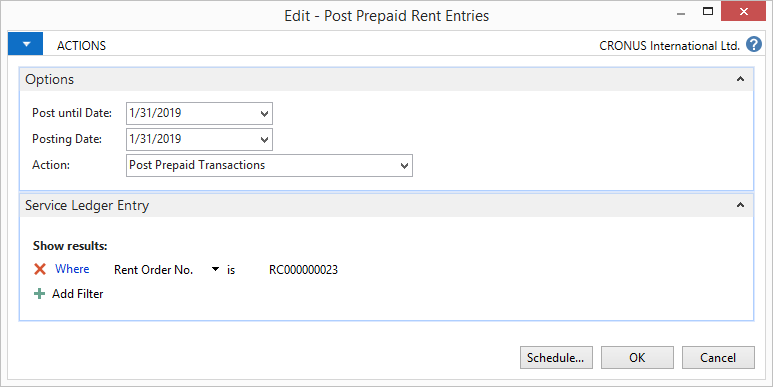 Edit - Post Prepaid Rent Entries
ACTIONS CRONUS International Ltd. ?
Options
Post until Date: 1/31/2019
Posting Date: 1/31/2019
Action: Post Prepaid Transactions
Service Ledger Entry
Show results:
Where Rent Order No. is RC000000023
Add Filter
Schedule... OK Cancel